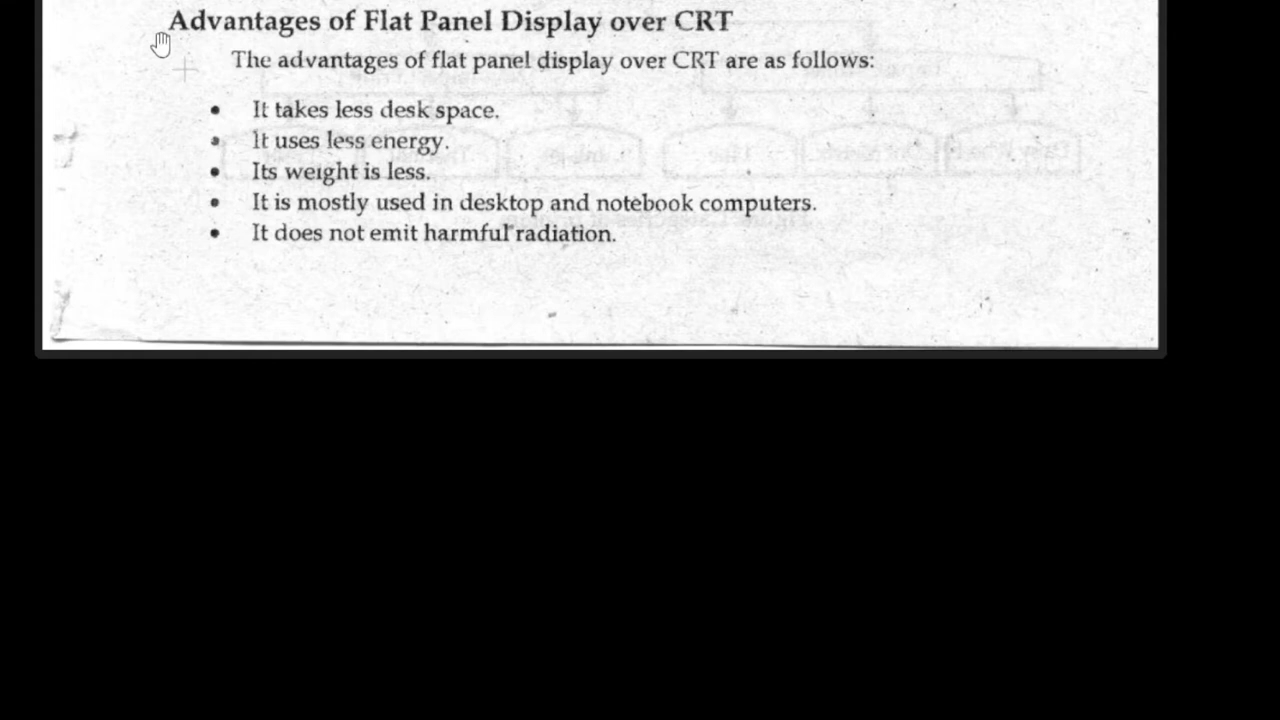 Advantages of Flat Panel Display over CRT
The advantages of flat panel display over CRT are as follows:
• It takes less desk space.
• It uses less energy.
• Its weight is less.
• It is mostly used in desktop and notebook computers.
• It does not emit harmful radiation.